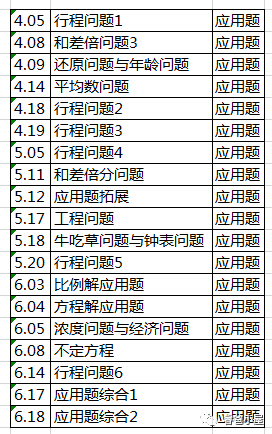 4.05 行程问题1 应用题
4.08 和差倍问题3 应用题
4.09 还原问题与年龄问题 应用题
4.14 平均数问题 应用题
4.18 行程问题2 应用题
4.19 行程问题3 应用题
5.05 行程问题4 应用题
5.11 和差倍分问题 应用题
5.12 应用题拓展 应用题
5.17 工程问题 应用题
5.18 牛吃草问题与钟表问题 应用题
5.20 行程问题5 应用题
6.03 比例解应用题 应用题
6.04 方程解应用题 应用题
6.05 浓度问题与经济问题 应用题
6.08 不定方程 应用题
6.14 行程问题6 应用题
6.17 应用题综合1 应用题
6.18 应用题综合2 应用题